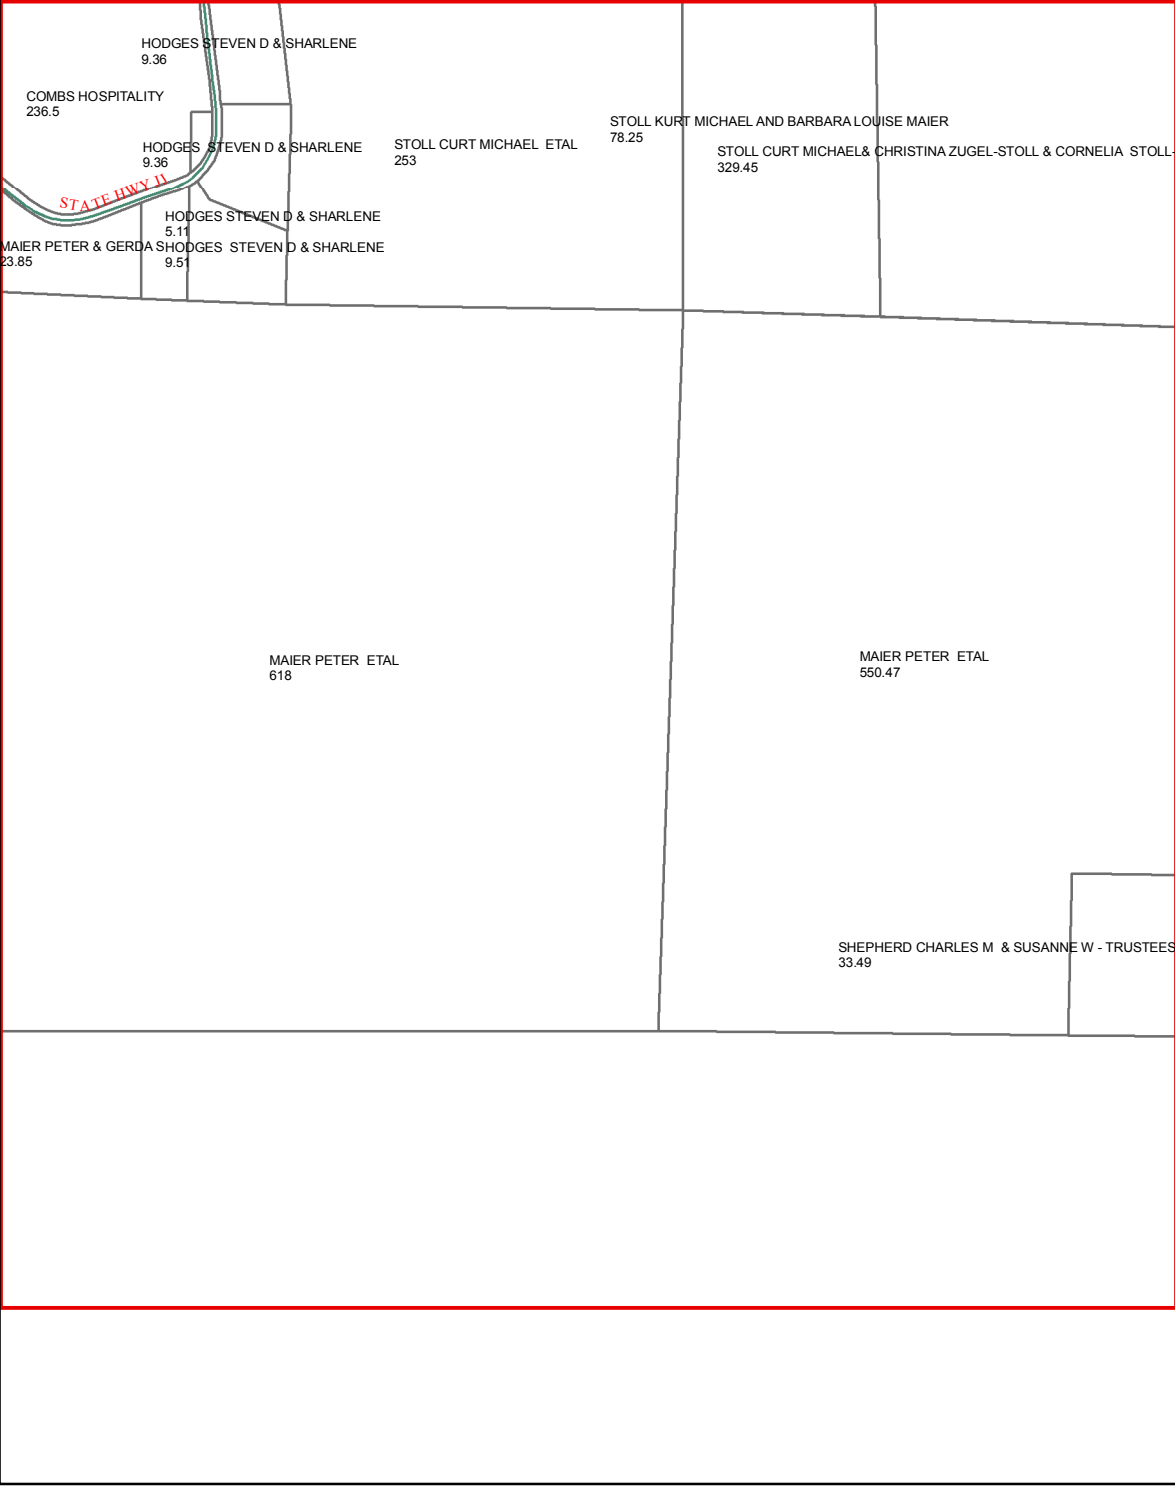 HODGES STEVEN D & SHARLENE
9.36
COMBS HOSPITALITY
236.5
STOLL KURT MICHAEL AND BARBARA LOUISE MAIER
78.25
HODGES STEVEN D & SHARLENE
9.36
STOLL CURT MICHAEL ETAL
253
STOLL CURT MICHAEL& CHRISTINA ZUGEL-STOLL & CORNELIA STOLL-
329.45
STATE HWY 11
HODGES STEVEN D & SHARLENE
5.11
MAIER PETER & GERDA S
23.85
HODGES STEVEN D & SHARLENE
9.51
MAIER PETER ETAL
618
MAIER PETER ETAL
550.47
SHEPHERD CHARLES M & SUSANNE W - TRUSTEES
33.49